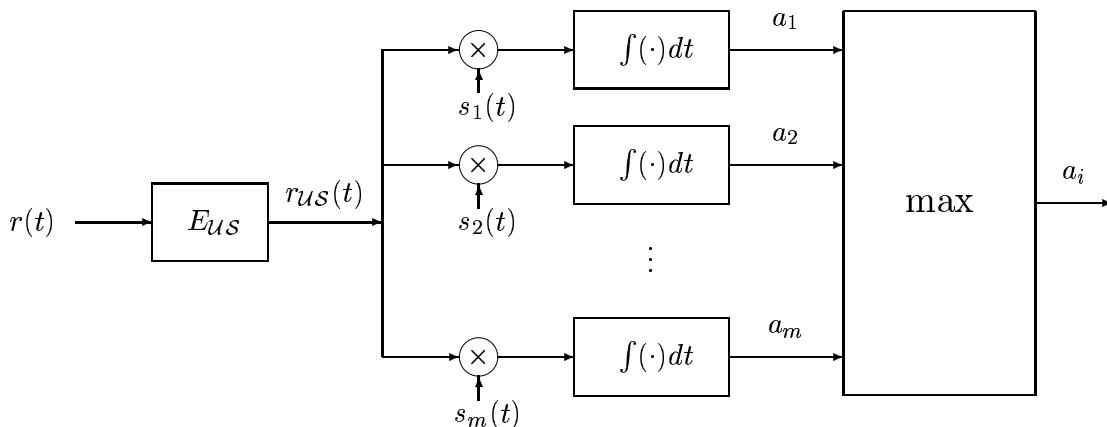 r(t)
E_{𝒰𝒮}
r_{𝒰𝒮}(t)
×
s_1(t)
∫(·)dt
a_1
×
s_2(t)
∫(·)dt
a_2
⋮
×
s_m(t)
∫(·)dt
a_m
max
a_i